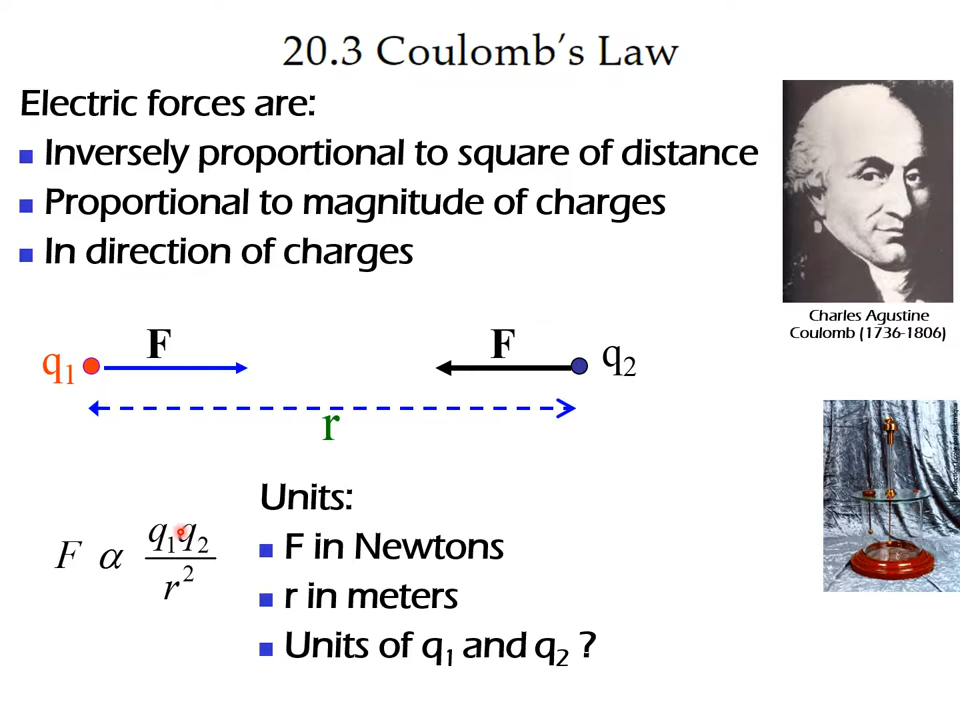 20.3 Coulomb's Law
Electric forces are:
Inversely proportional to square of distance
Proportional to magnitude of charges
In direction of charges
Charles Agustine
Coulomb (1736-1806)
F F
q1 q2
r
F α q1q2 / r2
Units:
F in Newtons
r in meters
Units of q1 and q2 ?